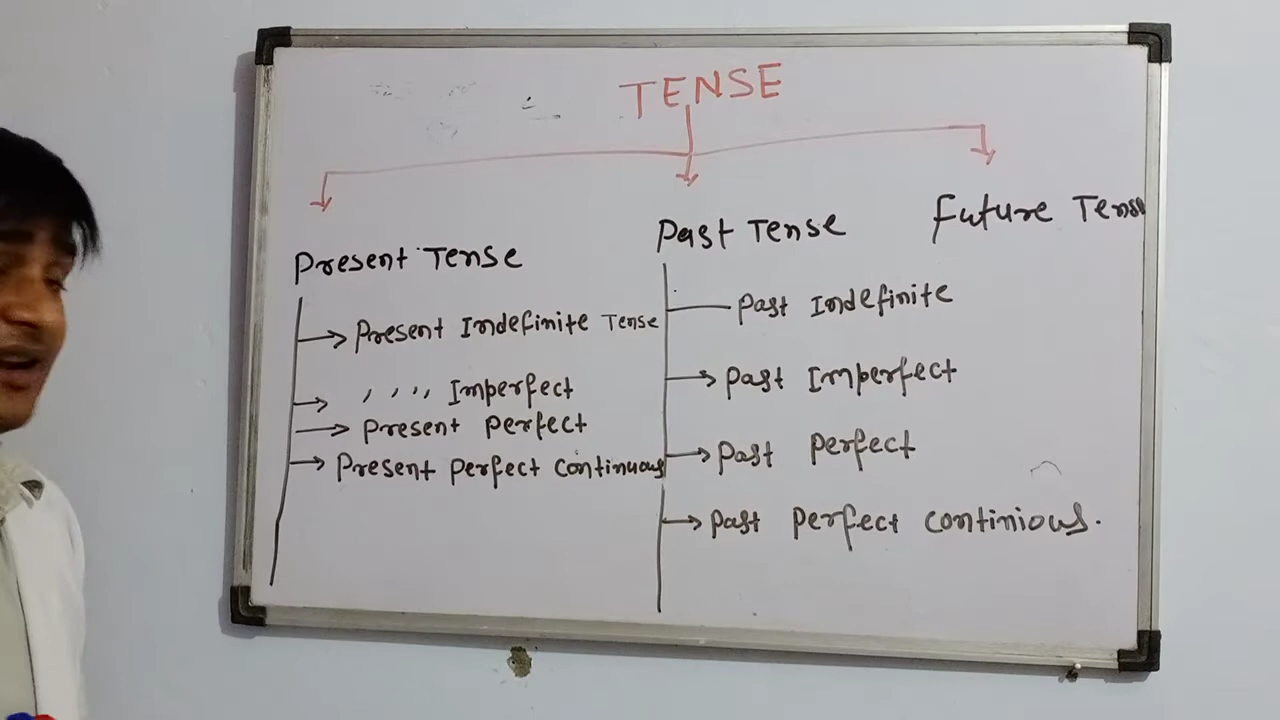 TENSE
Present Tense
Present Indefinite Tense
, , , , Imperfect
Present Perfect
Present Perfect Continuous
Past Tense
Past Indefinite
Past Imperfect
Past Perfect
Past Perfect Continious.
Future Tense